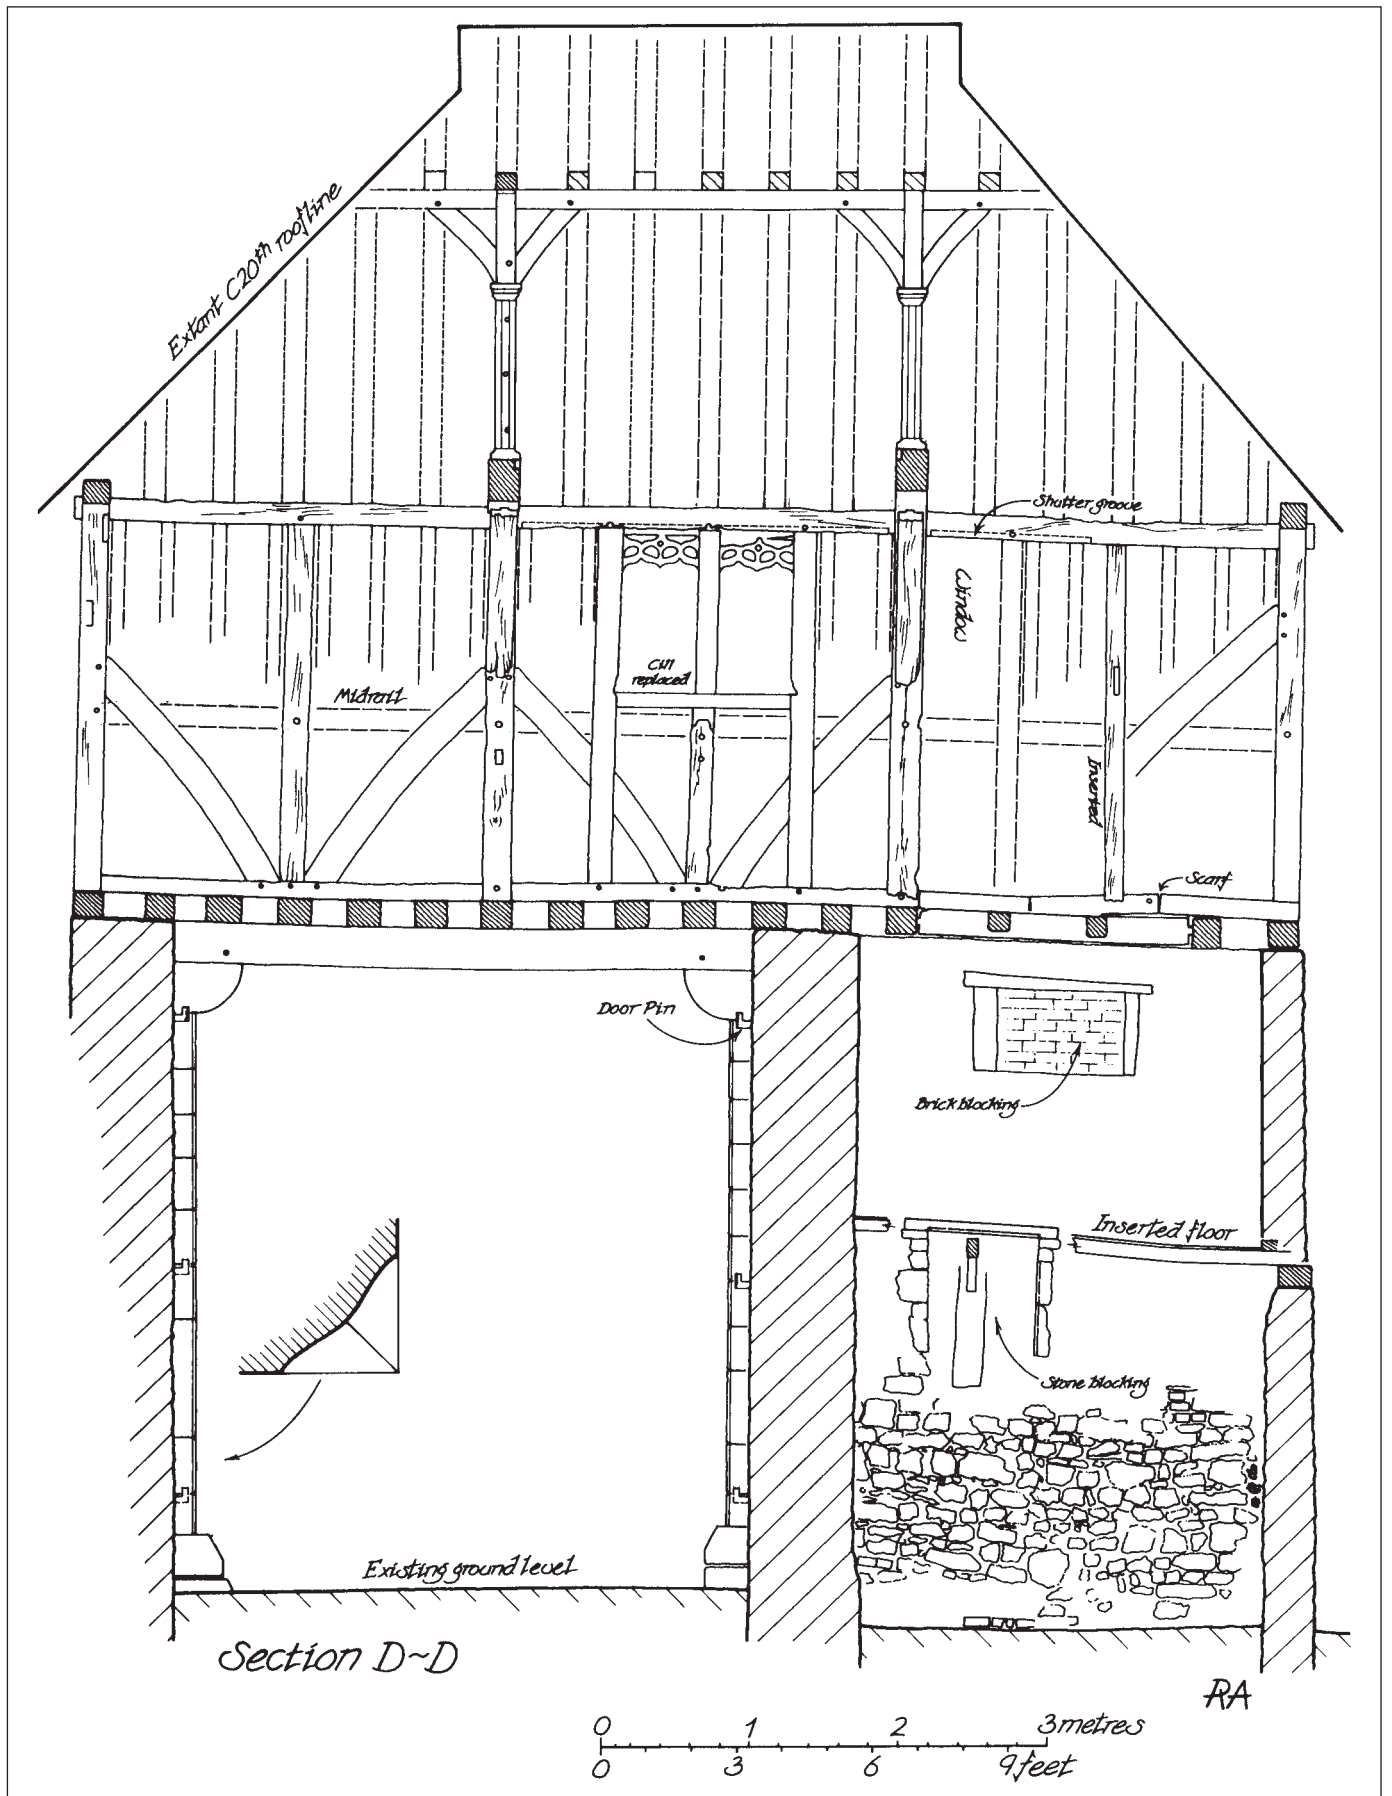 Extant C20th roofline
Shutter groove
Window
Cill
replaced
Midrail
Inserted
Scarf
Door Pin
Brick blocking
Inserted floor
Stone blocking
Existing ground level
Section D~D
RA
0 1 2 3 metres
0 3 6 9 feet